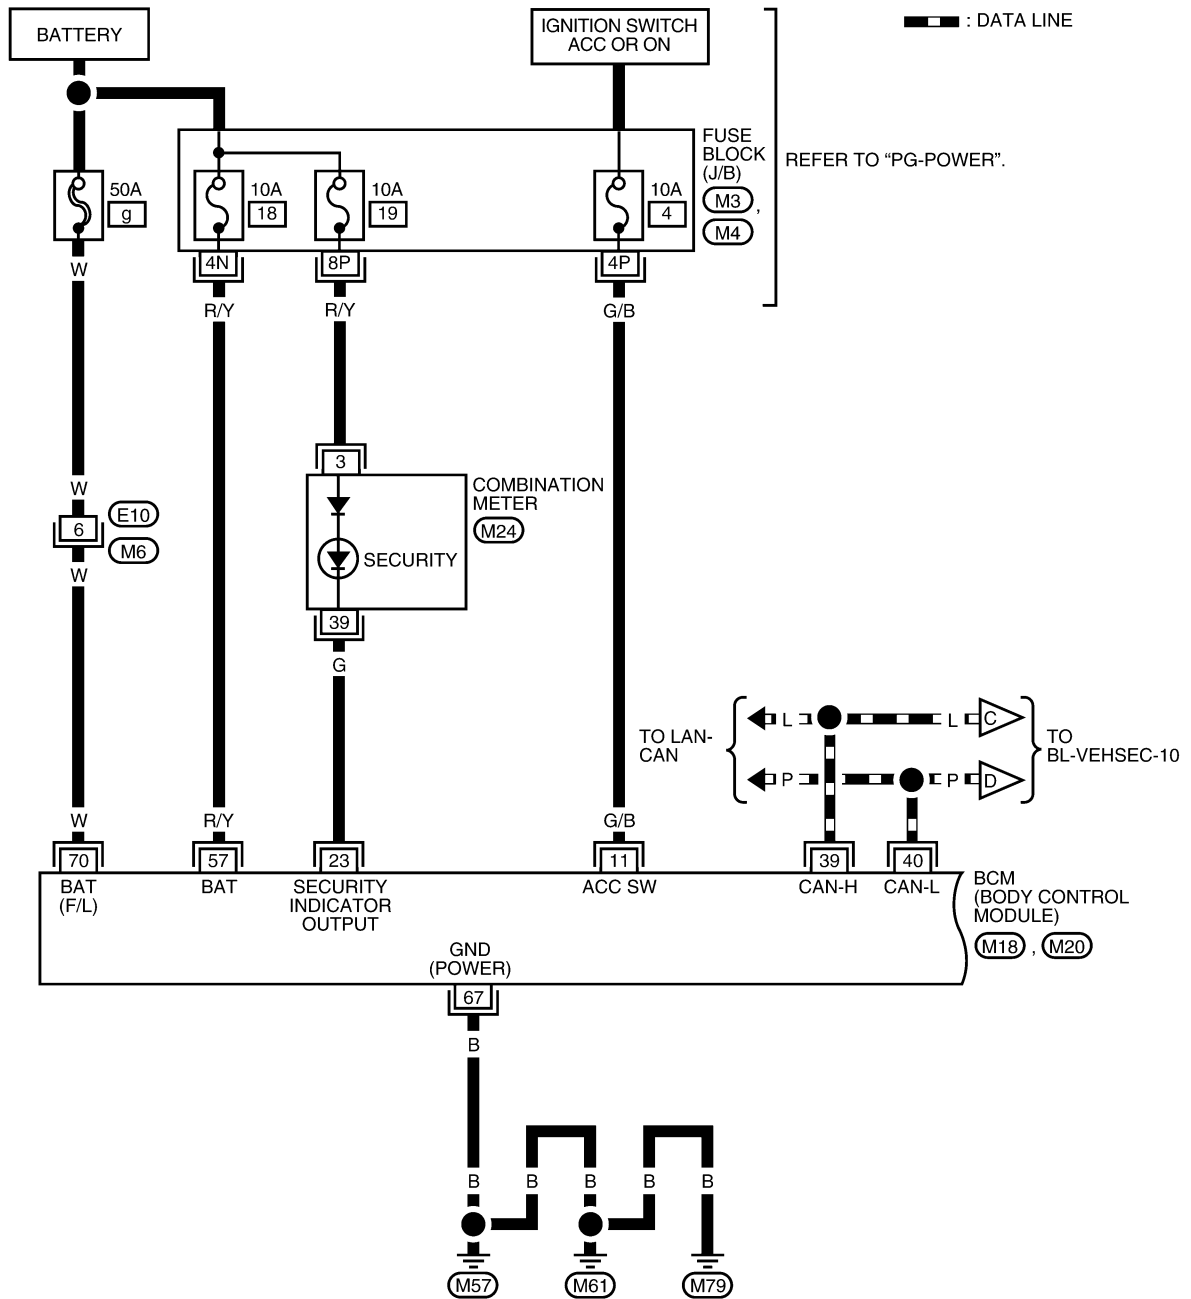 BATTERY
IGNITION SWITCH
ACC OR ON
: DATA LINE
FUSE
BLOCK
(J/B)
M3 ,
M4
REFER TO “PG-POWER”.
50A
g
10A
18
10A
19
10A
4
4N
8P
4P
W
R/Y
R/Y
G/B
3
COMBINATION
METER
M24
SECURITY
39
W
6
E10
M6
W
G
TO LAN-
CAN
L
L
C
P
P
D
TO
BL-VEHSEC-10
W
R/Y
G/B
70
57
23
11
39
40
BAT
(F/L)
BAT
SECURITY
INDICATOR
OUTPUT
ACC SW
CAN-H
CAN-L
BCM
(BODY CONTROL
MODULE)
M18 , M20
GND
(POWER)
67
B
B
B
B
B
B
M57
M61
M79